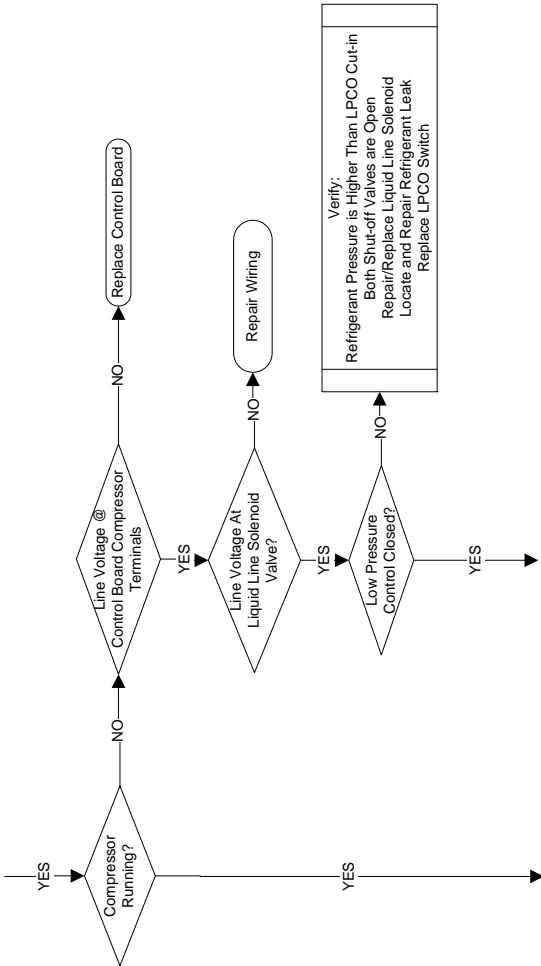 YES
Compressor
Running?
NO
YES
Line Voltage @
Control Board Compressor
Terminals
NO
Replace Control Board
YES
Line Voltage At
Liquid Line Solenoid
Valve?
NO
Repair Wiring
YES
Low Pressure
Control Closed?
NO
Verify:
Refrigerant Pressure is Higher Than LPCO Cut-in
Both Shut-off Valves are Open
Repair/Replace Liquid Line Solenoid
Locate and Repair Refrigerant Leak
Replace LPCO Switch
YES